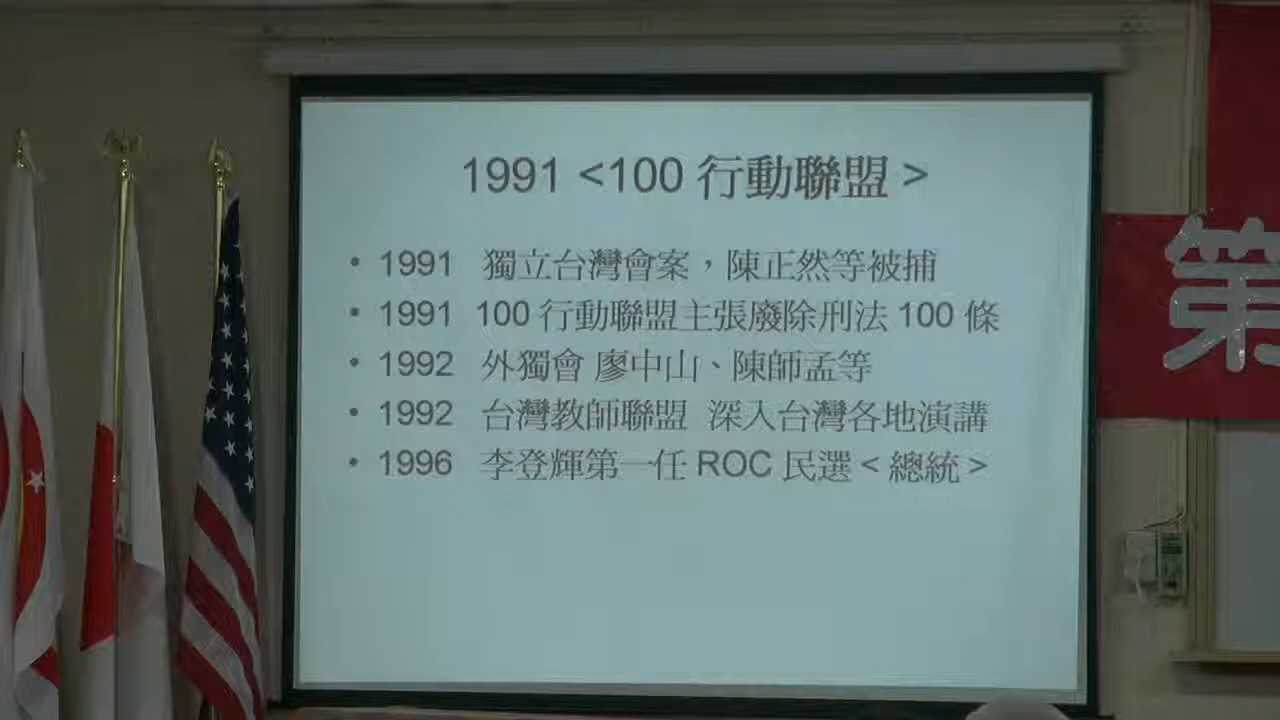 1991 <100 行動聯盟 >
• 1991 獨立台灣會案，陳正然等被捕
• 1991 100 行動聯盟主張廢除刑法 100 條
• 1992 外獨會 廖中山、陳師孟等
• 1992 台灣教師聯盟 深入台灣各地演講
• 1996 李登輝第一任 ROC 民選 < 總統 >
第